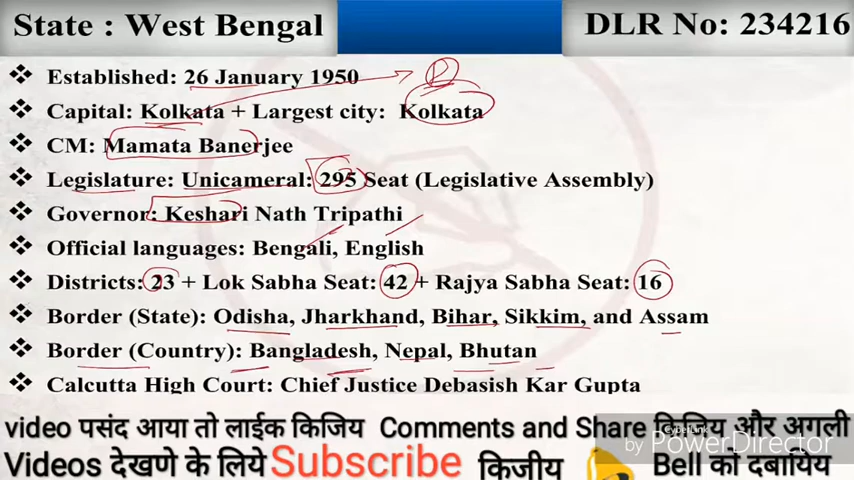 State : West Bengal
DLR No: 234216
❖ Established: 26 January 1950
❖ Capital: Kolkata + Largest city: Kolkata
❖ CM: Mamata Banerjee
❖ Legislature: Unicameral: 295 Seat (Legislative Assembly)
❖ Governor: Keshari Nath Tripathi
❖ Official languages: Bengali, English
❖ Districts: 23 + Lok Sabha Seat: 42 + Rajya Sabha Seat: 16
❖ Border (State): Odisha, Jharkhand, Bihar, Sikkim, and Assam
❖ Border (Country): Bangladesh, Nepal, Bhutan
❖ Calcutta High Court: Chief Justice Debasish Kar Gupta
video पसंद आया तो लाईक किजिय Comments and Share किजिय और अगली
Videos देखणे के लिये Subscribe किजीय Bell को दबायिय
CyberLink
by PowerDirector